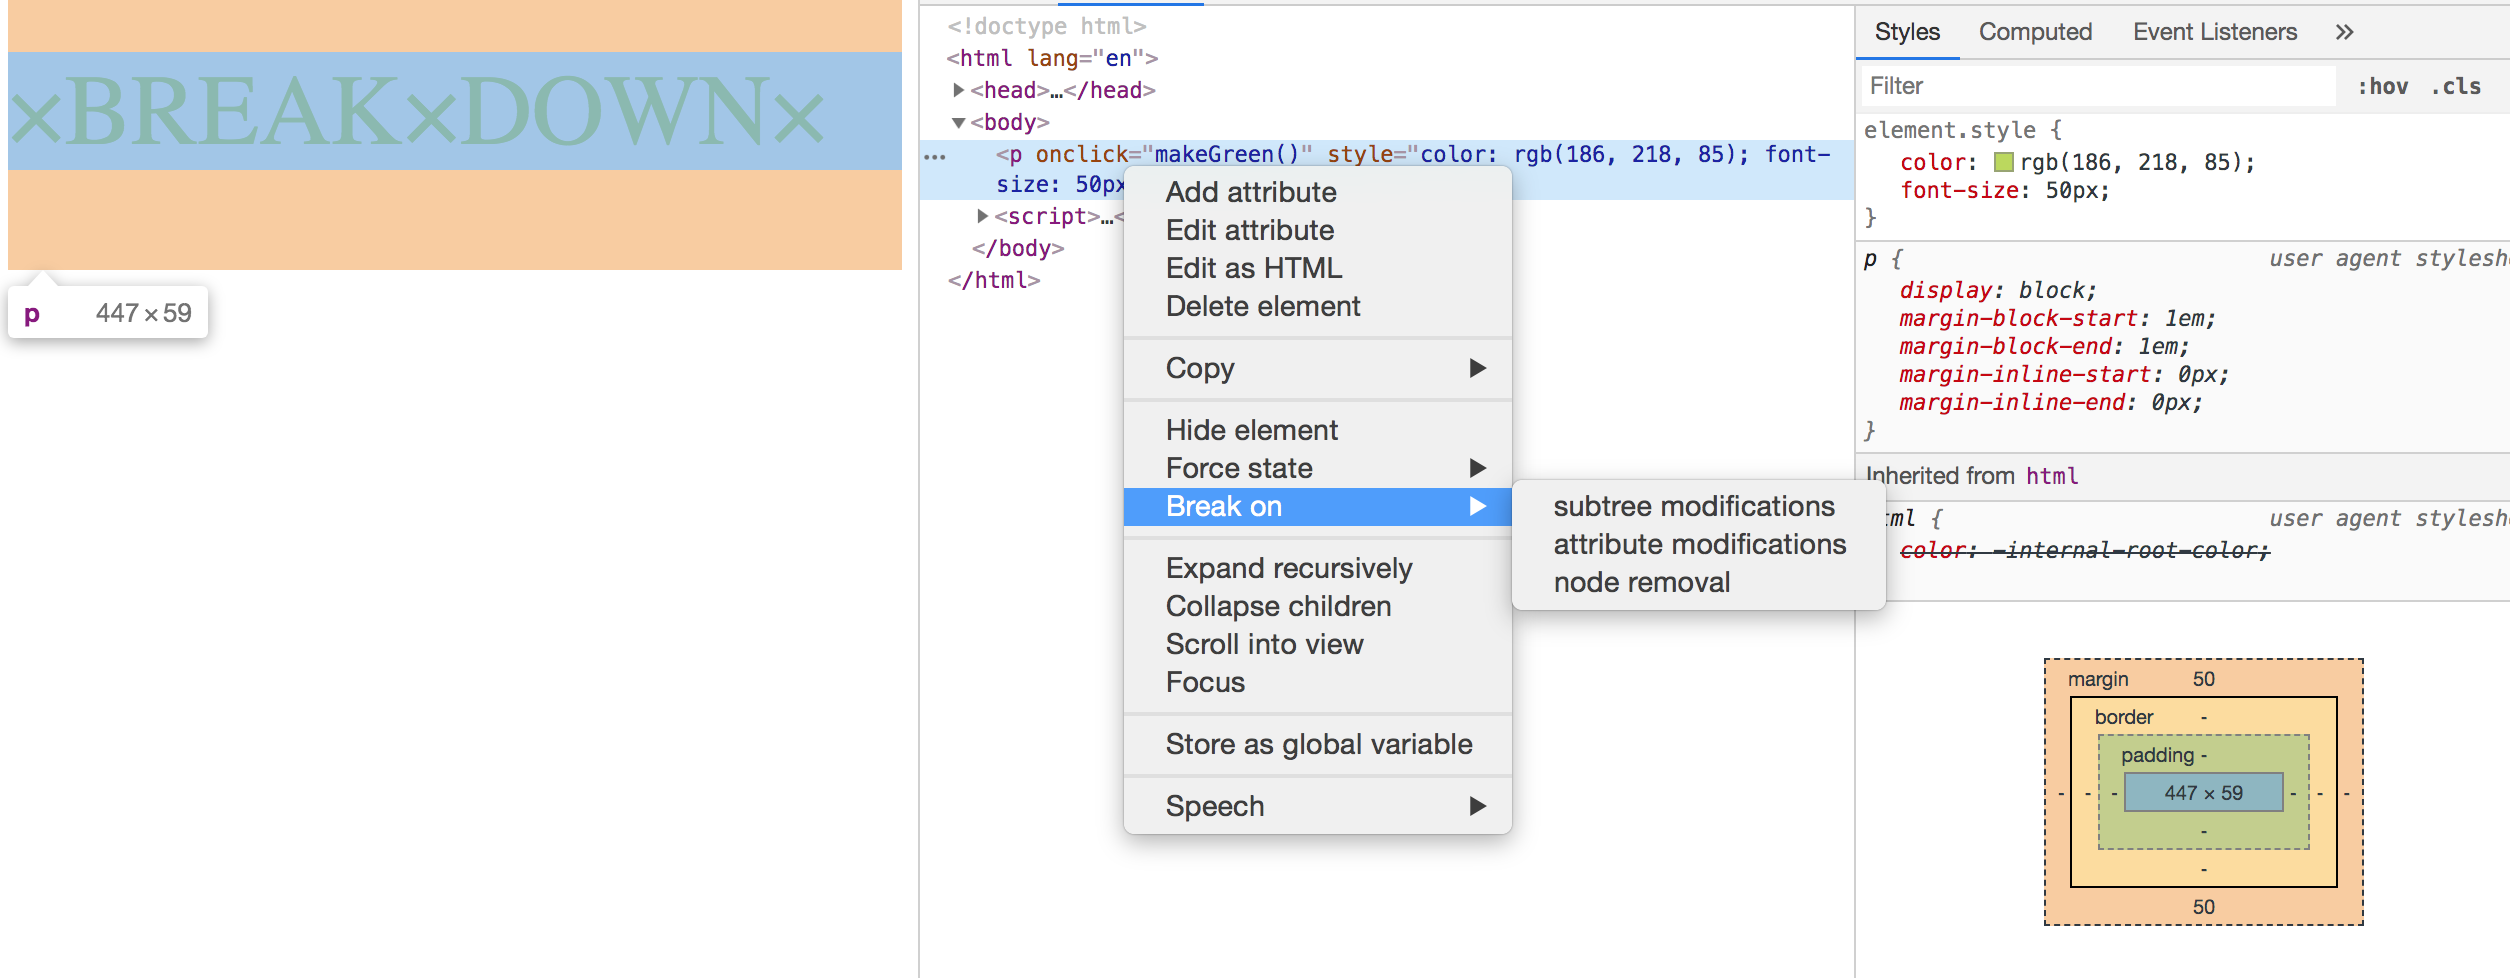 ×BREAK×DOWN×
p 447 × 59
<!doctype html>
<html lang="en">
<head>…</head>
<body>
<p onclick="makeGreen()" style="color: rgb(186, 218, 85); font-
size: 50px
<script>…<
</body>
</html>
Add attribute
Edit attribute
Edit as HTML
Delete element
Copy
Hide element
Force state
Break on
Expand recursively
Collapse children
Scroll into view
Focus
Store as global variable
Speech
subtree modifications
attribute modifications
node removal
Styles Computed Event Listeners »
Filter :hov .cls
element.style {
color: rgb(186, 218, 85);
font-size: 50px;
}
p { user agent stylesh
display: block;
margin-block-start: 1em;
margin-block-end: 1em;
margin-inline-start: 0px;
margin-inline-end: 0px;
}
Inherited from html
tml { user agent stylesh
color: -internal-root-color;
margin 50
border -
padding -
- - - 447 × 59 - - -
-
-
50